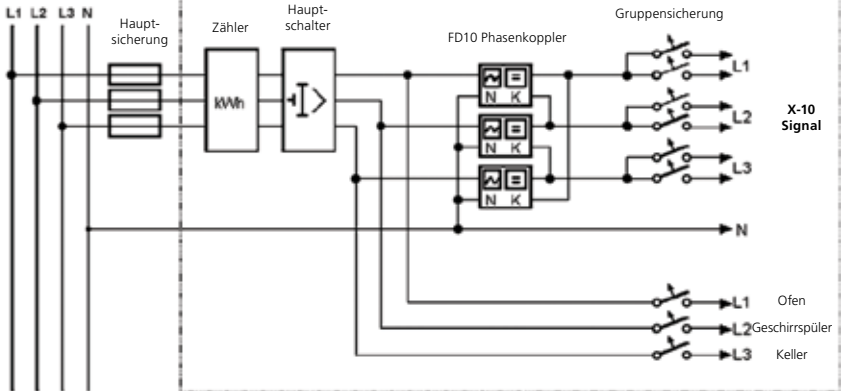 L1 L2 L3 N
Haupt-
sicherung
Zähler
Haupt-
schalter
FD10 Phasenkoppler
Gruppensicherung
kWh
I
N K
N K
N K
L1
L2
L3
X-10
Signal
N
L1 Ofen
L2 Geschirrspüler
L3 Keller